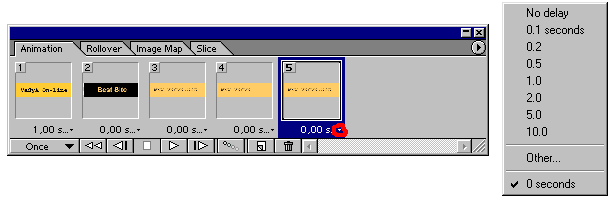 Animation Rollover Image Map Slice
1 2 3 4 5
Vadya On-line Best Bite
1,00 s... 0,00 s... 0,00 s... 0,00 s... 0,00 s...
Once
No delay
0.1 seconds
0.2
0.5
1.0
2.0
5.0
10.0
Other...
✓ 0 seconds